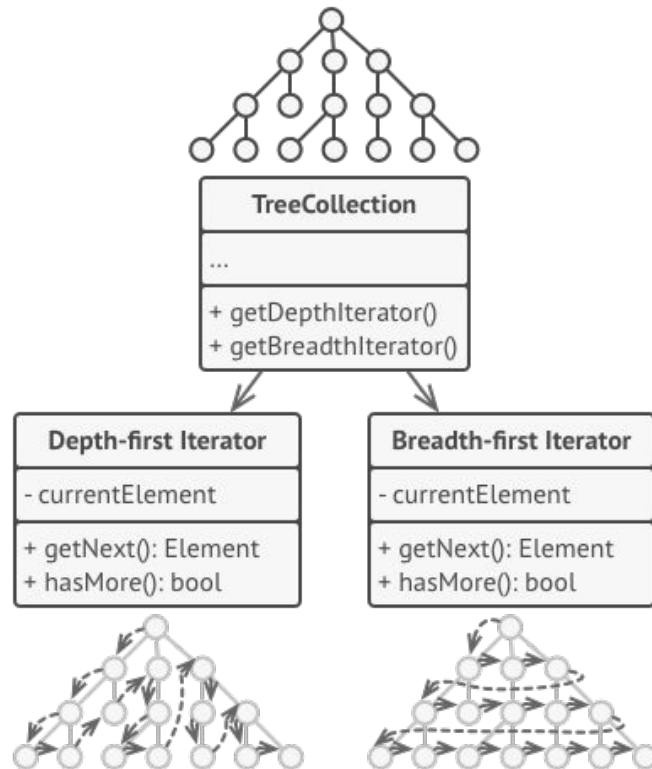 TreeCollection
...
+ getDepthIterator()
+ getBreadthIterator()
Depth-first Iterator
- currentElement
+ getNext(): Element
+ hasMore(): bool
Breadth-first Iterator
- currentElement
+ getNext(): Element
+ hasMore(): bool